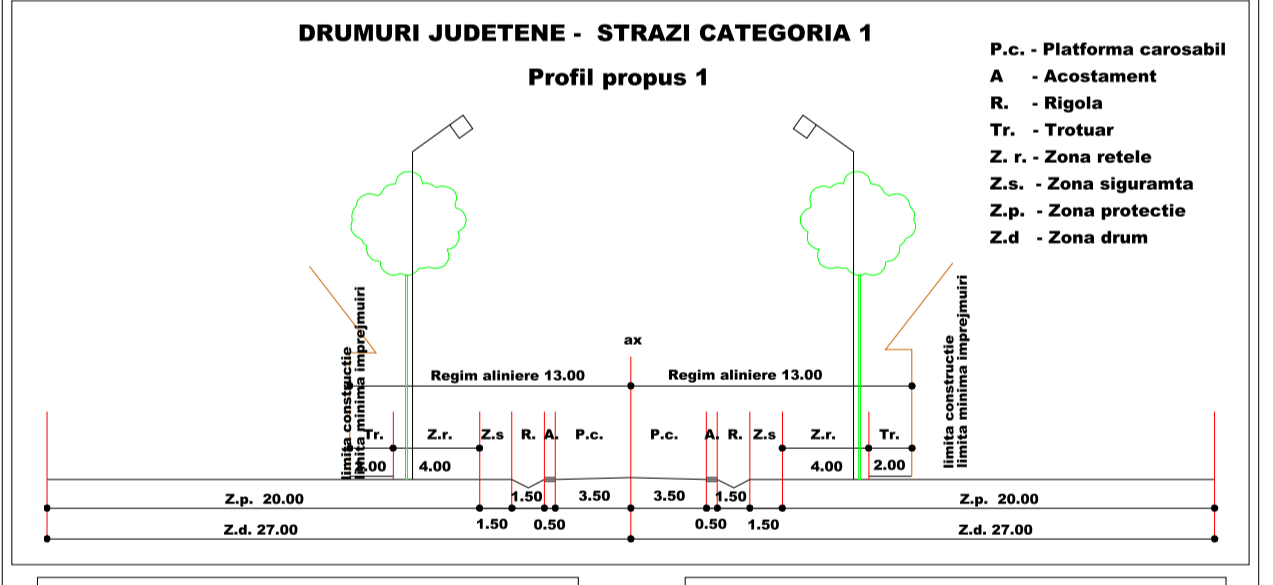 DRUMURI JUDETENE - STRAZI CATEGORIA 1
Profil propus 1
P.c. - Platforma carosabil
A - Acostament
R. - Rigola
Tr. - Trotuar
Z. r. - Zona retele
Z.s. - Zona siguramta
Z.p. - Zona protectie
Z.d - Zona drum
limita constructie
limita minima imprejmuiri
ax
limita constructie
limita minima imprejmuiri
Regim aliniere 13.00 Regim aliniere 13.00
Tr. Z.r. Z.s R. A. P.c. P.c. A. R. Z.s Z.r. Tr.
2.00 4.00 4.00 2.00
Z.p. 20.00 1.50 3.50 3.50 1.50 Z.p. 20.00
1.50 0.50 0.50 1.50
Z.d. 27.00 Z.d. 27.00